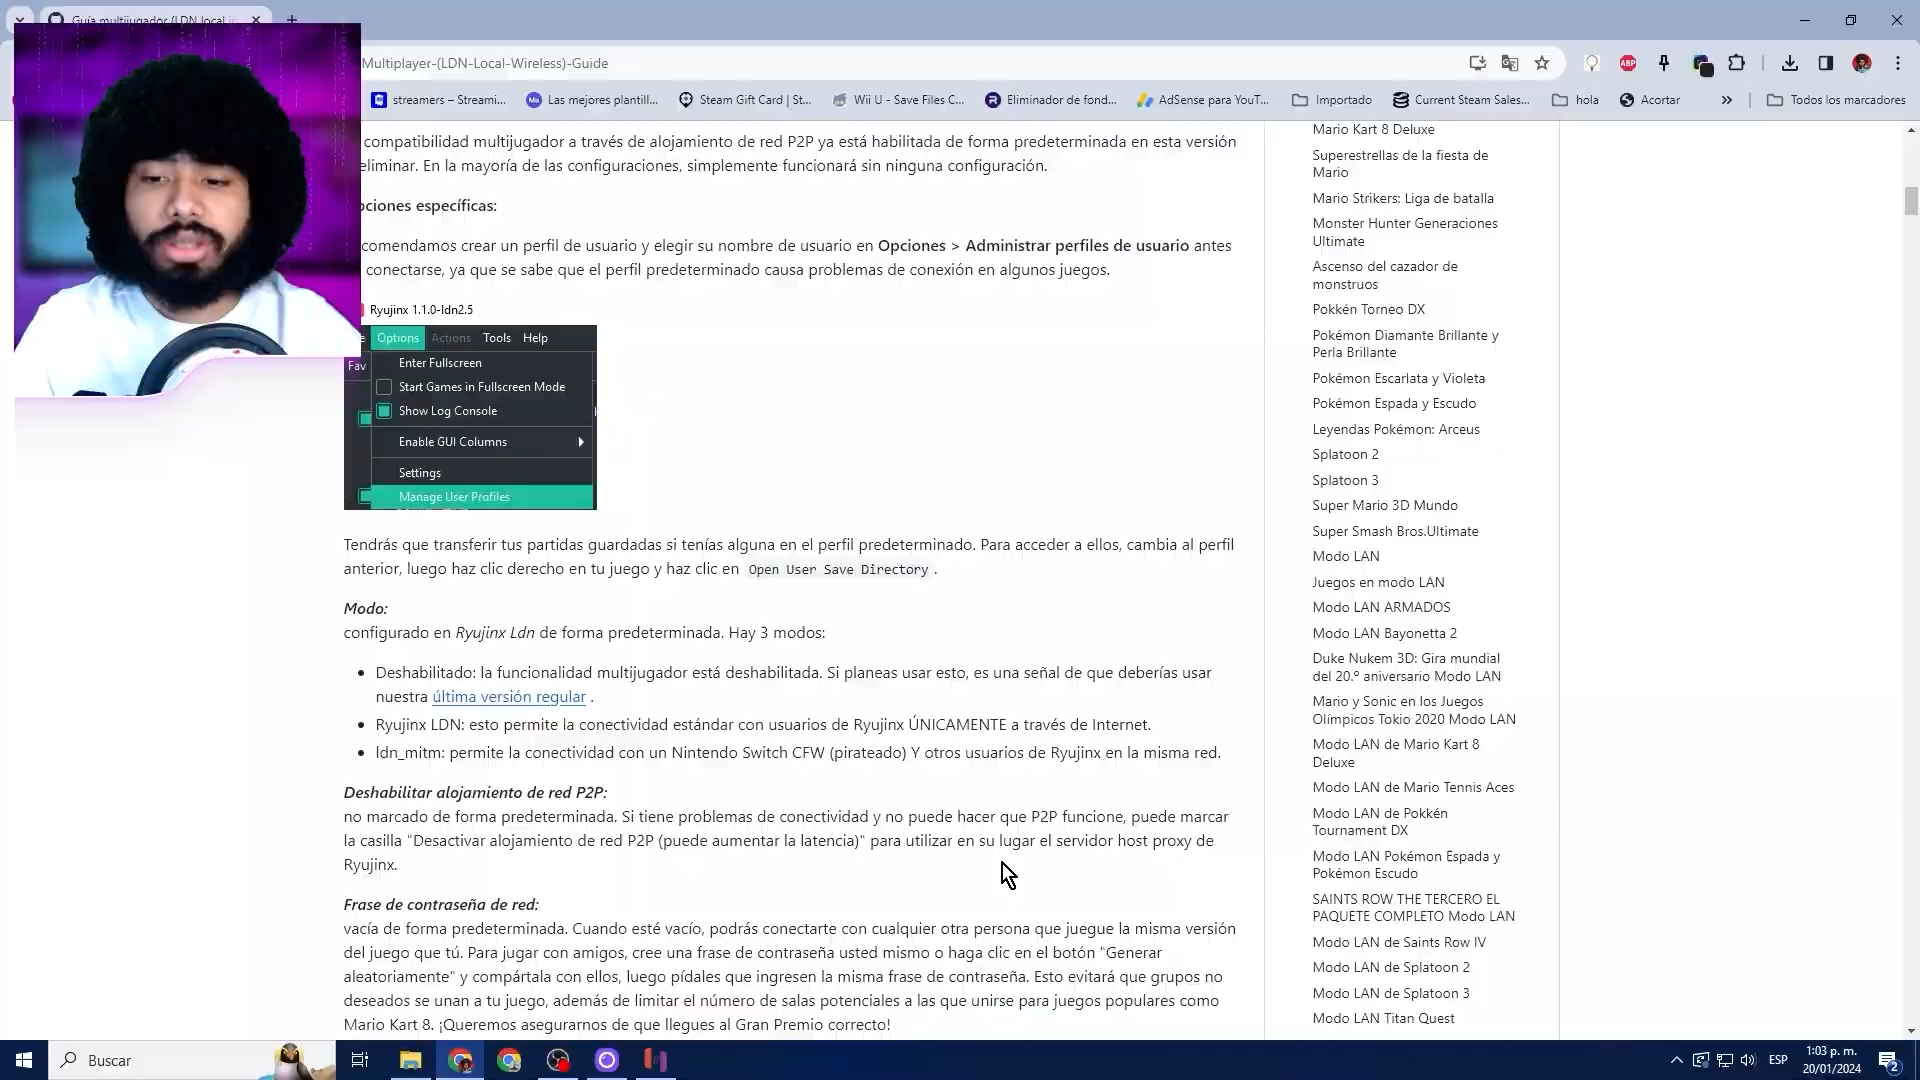 Guía multijugador (LDN local in
Multiplayer-(LDN-Local-Wireless)-Guide
streamers – Streami...
Las mejores plantill...
Steam Gift Card | St...
Wii U - Save Files C...
Eliminador de fond...
AdSense para YouT...
Importado
Current Steam Sales...
hola
Acortar
Todos los marcadores
compatibilidad multijugador a través de alojamiento de red P2P ya está habilitada de forma predeterminada en esta versión
eliminar. En la mayoría de las configuraciones, simplemente funcionará sin ninguna configuración.
pciones específicas:
comendamos crear un perfil de usuario y elegir su nombre de usuario en Opciones > Administrar perfiles de usuario antes
conectarse, ya que se sabe que el perfil predeterminado causa problemas de conexión en algunos juegos.
Ryujinx 1.1.0-ldn2.5
e Options Actions Tools Help
Fav
Enter Fullscreen
Start Games in Fullscreen Mode
Show Log Console
Enable GUI Columns
Settings
Manage User Profiles
Tendrás que transferir tus partidas guardadas si tenías alguna en el perfil predeterminado. Para acceder a ellos, cambia al perfil
anterior, luego haz clic derecho en tu juego y haz clic en Open User Save Directory .
Modo:
configurado en Ryujinx Ldn de forma predeterminada. Hay 3 modos:
Deshabilitado: la funcionalidad multijugador está deshabilitada. Si planeas usar esto, es una señal de que deberías usar
nuestra última versión regular .
Ryujinx LDN: esto permite la conectividad estándar con usuarios de Ryujinx ÚNICAMENTE a través de Internet.
ldn_mitm: permite la conectividad con un Nintendo Switch CFW (pirateado) Y otros usuarios de Ryujinx en la misma red.
Deshabilitar alojamiento de red P2P:
no marcado de forma predeterminada. Si tiene problemas de conectividad y no puede hacer que P2P funcione, puede marcar
la casilla "Desactivar alojamiento de red P2P (puede aumentar la latencia)" para utilizar en su lugar el servidor host proxy de
Ryujinx.
Frase de contraseña de red:
vacía de forma predeterminada. Cuando esté vacío, podrás conectarte con cualquier otra persona que juegue la misma versión
del juego que tú. Para jugar con amigos, cree una frase de contraseña usted mismo o haga clic en el botón "Generar
aleatoriamente" y compártala con ellos, luego pídales que ingresen la misma frase de contraseña. Esto evitará que grupos no
deseados se unan a tu juego, además de limitar el número de salas potenciales a las que unirse para juegos populares como
Mario Kart 8. ¡Queremos asegurarnos de que llegues al Gran Premio correcto!
Mario Kart 8 Deluxe
Superestrellas de la fiesta de
Mario
Mario Strikers: Liga de batalla
Monster Hunter Generaciones
Ultimate
Ascenso del cazador de
monstruos
Pokkén Torneo DX
Pokémon Diamante Brillante y
Perla Brillante
Pokémon Escarlata y Violeta
Pokémon Espada y Escudo
Leyendas Pokémon: Arceus
Splatoon 2
Splatoon 3
Super Mario 3D Mundo
Super Smash Bros.Ultimate
Modo LAN
Juegos en modo LAN
Modo LAN ARMADOS
Modo LAN Bayonetta 2
Duke Nukem 3D: Gira mundial
del 20.º aniversario Modo LAN
Mario y Sonic en los Juegos
Olímpicos Tokio 2020 Modo LAN
Modo LAN de Mario Kart 8
Deluxe
Modo LAN de Mario Tennis Aces
Modo LAN de Pokkén
Tournament DX
Modo LAN Pokémon Espada y
Pokémon Escudo
SAINTS ROW THE TERCERO EL
PAQUETE COMPLETO Modo LAN
Modo LAN de Saints Row IV
Modo LAN de Splatoon 2
Modo LAN de Splatoon 3
Modo LAN Titan Quest
Buscar
ESP
1:03 p. m.
20/01/2024
2
ABP